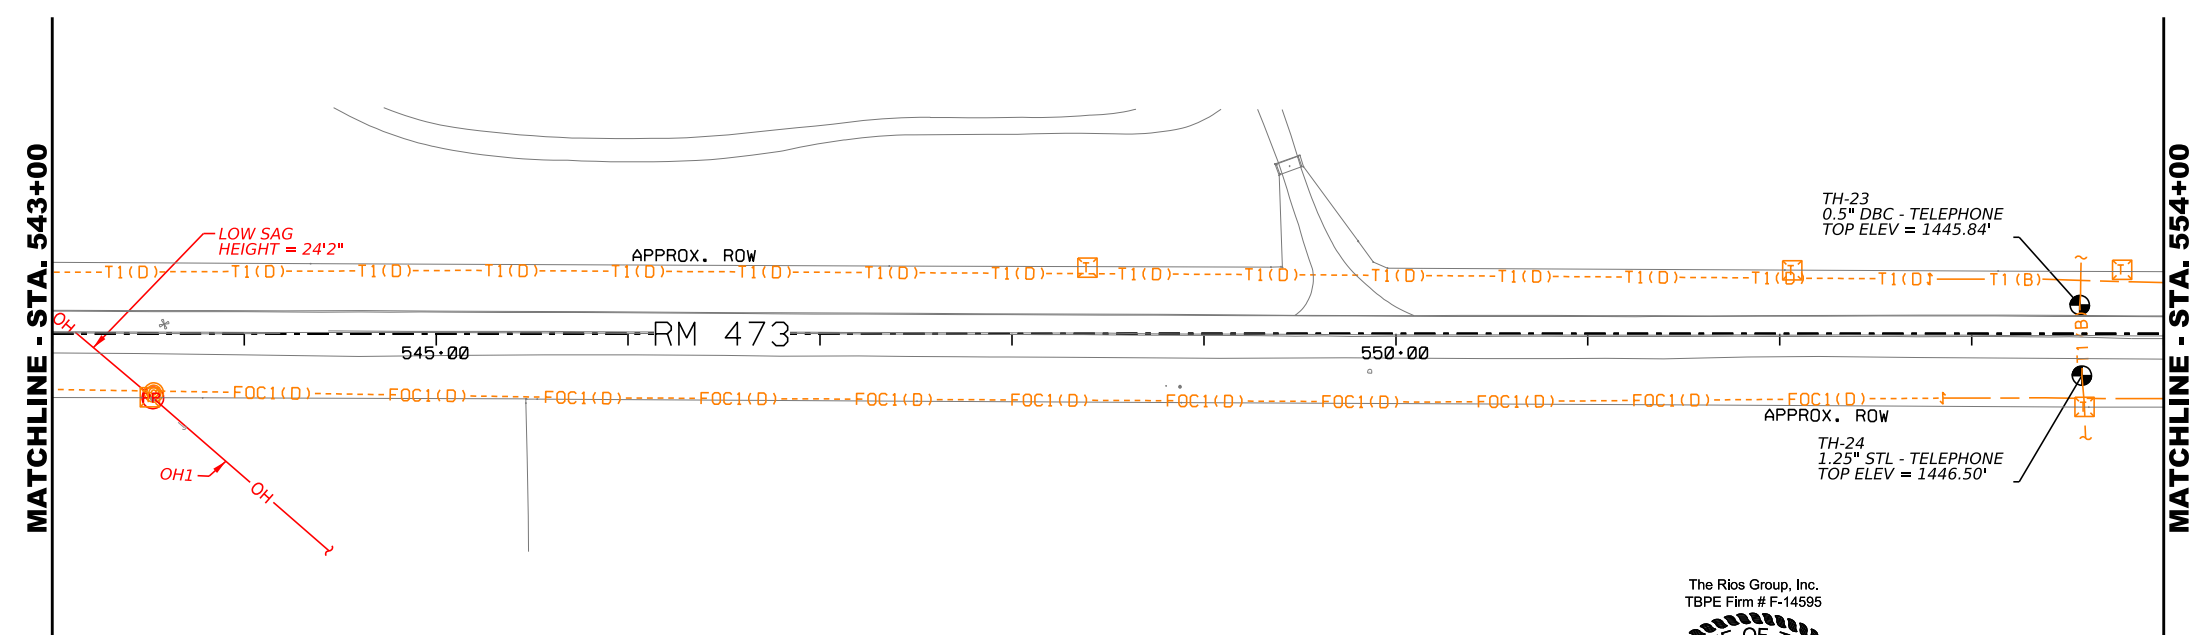 MATCHLINE - STA. 543+00
MATCHLINE - STA. 554+00
TH-23
0.5" DBC - TELEPHONE
TOP ELEV = 1445.84'
LOW SAG
HEIGHT = 24'2"
APPROX. ROW
T1(D) T1(D) T1(D) T1(D) T1(D) T1(D) T1(D) T1(D) T1(D) T1(D) T1(D) T1(D) T1(D) T1(D) T1(D) T1(B)
T T T
OH
RM 473
545+00
550+00
T1(B)
FOC1(D) FOC1(D) FOC1(D) FOC1(D) FOC1(D) FOC1(D) FOC1(D) FOC1(D) FOC1(D) FOC1(D) FOC1(D)
T
APPROX. ROW
TH-24
1.25" STL - TELEPHONE
TOP ELEV = 1446.50'
OH1
OH
The Rios Group, Inc.
TBPE Firm # F-14595
OF